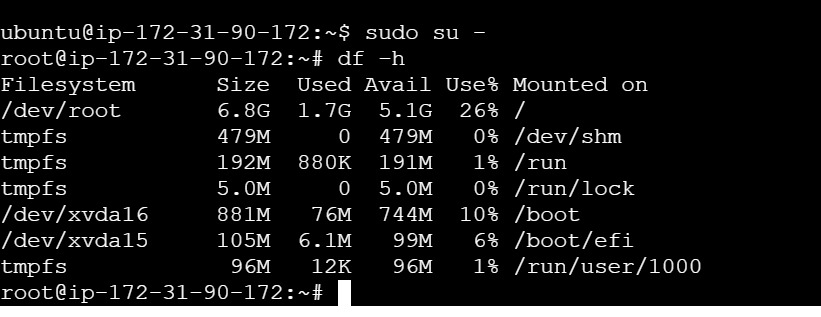 ubuntu@ip-172-31-90-172:~$ sudo su -
root@ip-172-31-90-172:~# df -h
Filesystem      Size  Used Avail Use% Mounted on
/dev/root       6.8G  1.7G  5.1G  26% /
tmpfs           479M     0  479M   0% /dev/shm
tmpfs           192M  880K  191M   1% /run
tmpfs           5.0M     0  5.0M   0% /run/lock
/dev/xvda16     881M   76M  744M  10% /boot
/dev/xvda15     105M  6.1M   99M   6% /boot/efi
tmpfs            96M   12K   96M   1% /run/user/1000
root@ip-172-31-90-172:~#